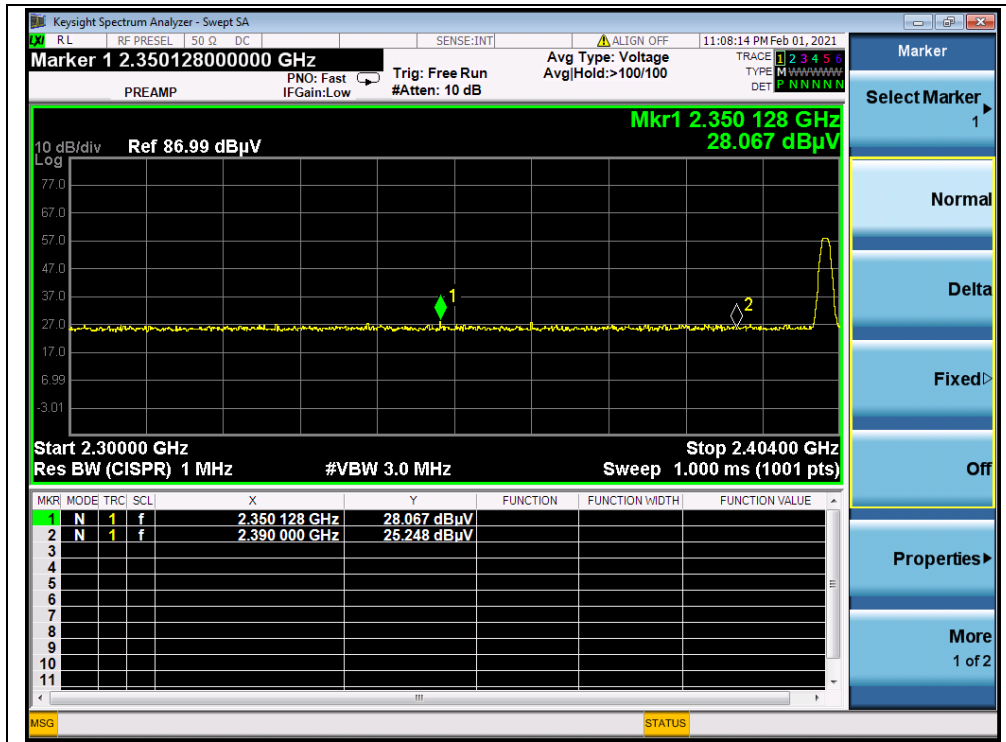 Keysight Spectrum Analyzer - Swept SA
LXI RL RF PRESEL 50 Ω DC SENSE:INT ALIGN OFF 11:08:14 PM Feb 01, 2021
Marker 1 2.350128000000 GHz
PREAMP
PNO: Fast
IFGain:Low
Trig: Free Run
#Atten: 10 dB
Avg Type: Voltage
Avg|Hold:>100/100
TRACE 1 2 3 4 5 6
TYPE M WWWWW
DET P N N N N N
Mkr1 2.350 128 GHz
28.067 dBµV
10 dB/div Ref 86.99 dBµV
Log
77.0
67.0
57.0
47.0
37.0
27.0
17.0
6.99
-3.01
1
2
Start 2.30000 GHz
Stop 2.40400 GHz
Res BW (CISPR) 1 MHz
#VBW 3.0 MHz
Sweep 1.000 ms (1001 pts)
MKR MODE TRC SCL X Y FUNCTION FUNCTION WIDTH FUNCTION VALUE
1 N 1 f 2.350 128 GHz 28.067 dBµV
2 N 1 f 2.390 000 GHz 25.248 dBµV
3
4
5
6
7
8
9
10
11
MSG
STATUS
Marker
Select Marker
1
Normal
Delta
Fixed
Off
Properties
More
1 of 2